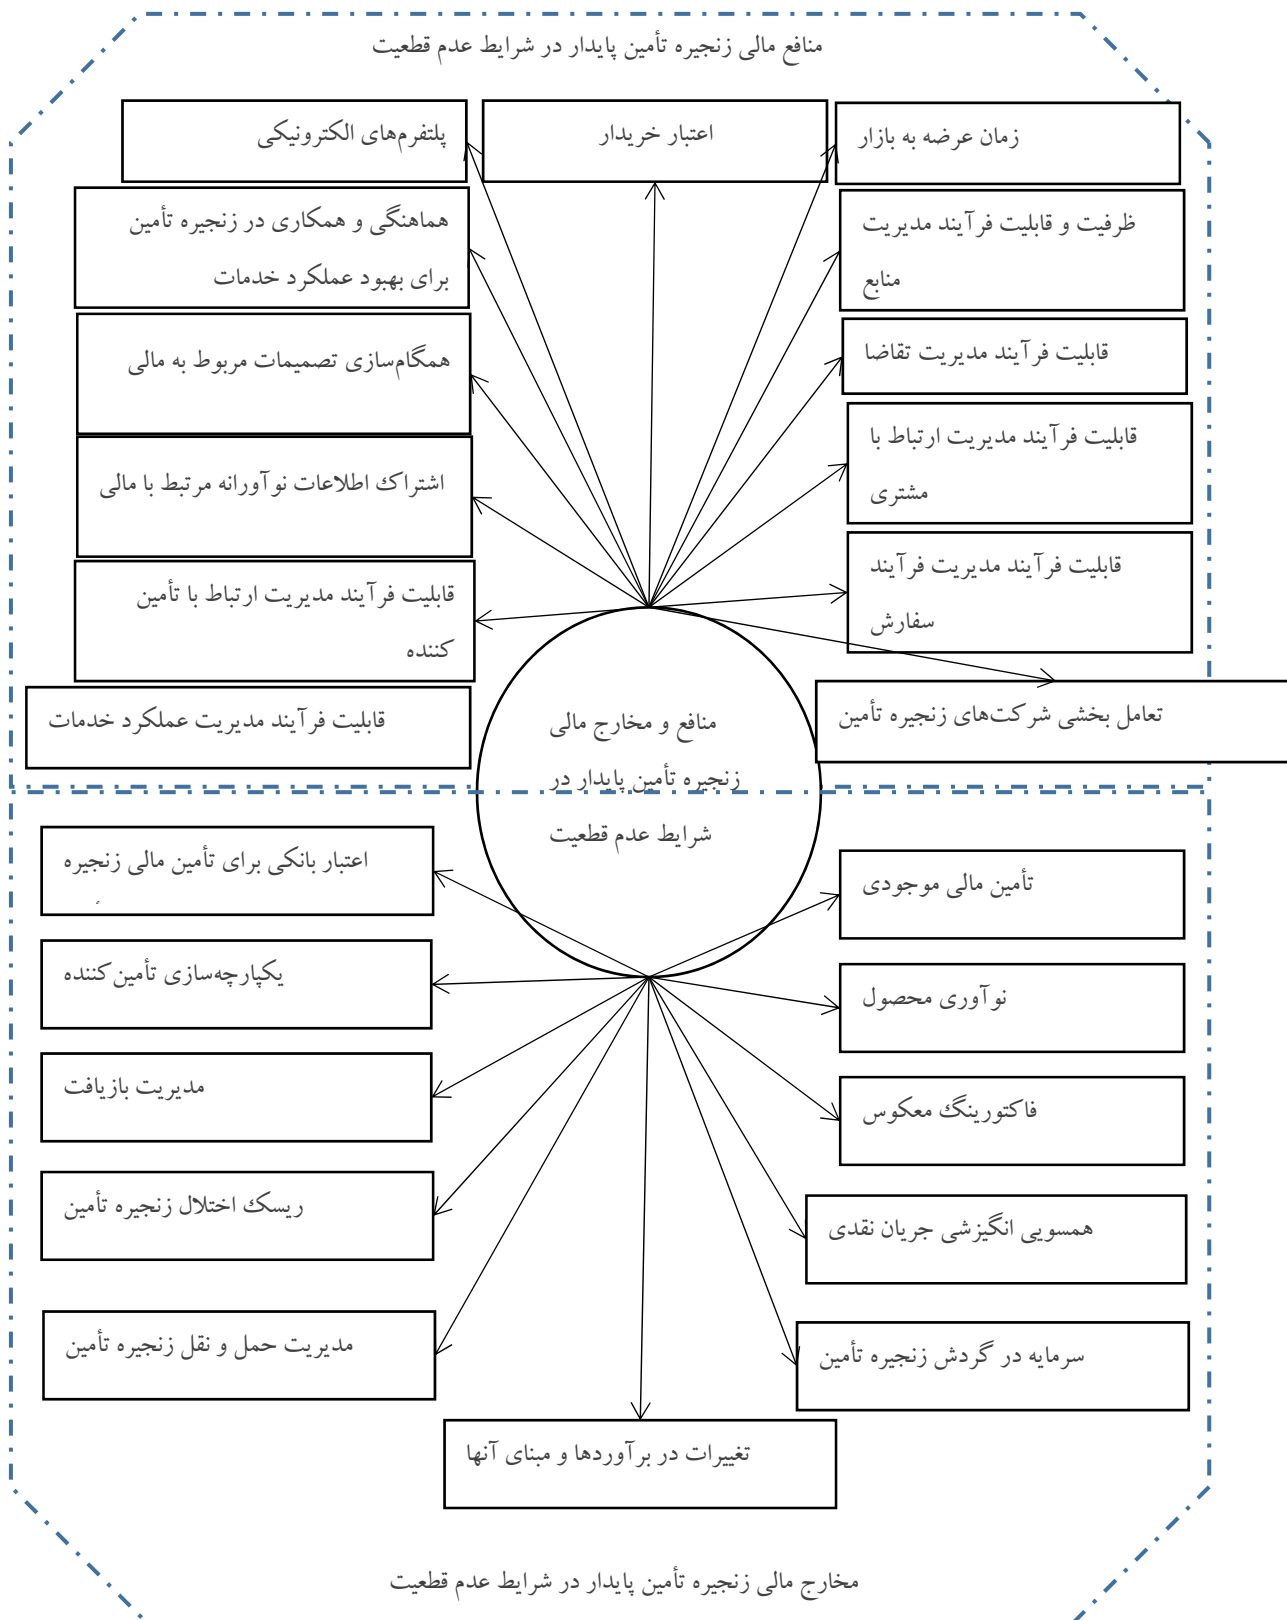 منافع مالی زنجیره تأمین پایدار در شرایط عدم قطعیت
زمان عرضه به بازار
اعتبار خریدار
پلتفرم‌های الکترونیکی
ظرفیت و قابلیت فرآیند مدیریت
منابع
هماهنگی و همکاری در زنجیره تأمین
برای بهبود عملکرد خدمات
قابلیت فرآیند مدیریت تقاضا
همگام‌سازی تصمیمات مربوط به مالی
قابلیت فرآیند مدیریت ارتباط با
مشتری
اشتراک اطلاعات نوآورانه مرتبط با مالی
قابلیت فرآیند مدیریت فرآیند
سفارش
قابلیت فرآیند مدیریت ارتباط با تأمین
کننده
تعامل بخشی شرکت‌های زنجیره تأمین
قابلیت فرآیند مدیریت عملکرد خدمات
منافع و مخارج مالی
زنجیره تأمین پایدار در
شرایط عدم قطعیت
تأمین مالی موجودی
اعتبار بانکی برای تأمین مالی زنجیره
نوآوری محصول
یکپارچه‌سازی تأمین‌کننده
فاکتورینگ معکوس
مدیریت بازیافت
همسویی انگیزشی جریان نقدی
ریسک اختلال زنجیره تأمین
سرمایه در گردش زنجیره تأمین
مدیریت حمل و نقل زنجیره تأمین
تغییرات در برآوردها و مبنای آنها
مخارج مالی زنجیره تأمین پایدار در شرایط عدم قطعیت